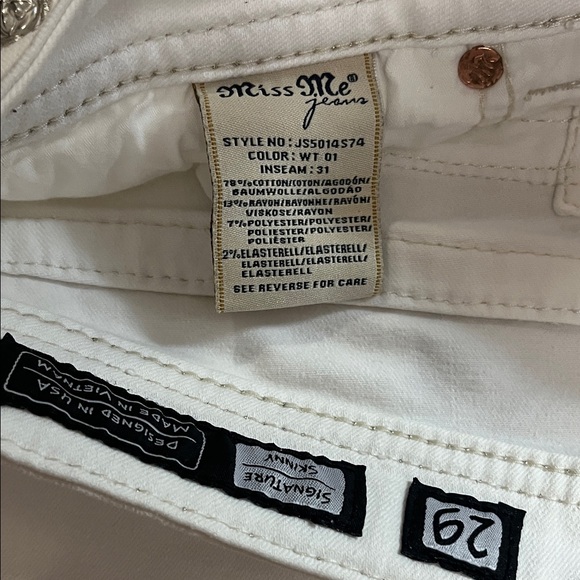 Miss Me®
jeans
STYLE NO: JS5014S74
COLOR: WT 01
INSEAM: 31
78%COTTON/COTON/ALGODÓN/
BAUMWOLLE/ALGODÃO
13%RAYON/RAYONNE/RAYÓN/
VISKOSE/RAYON
7%POLYESTER/POLYESTER/
POLYESTER/POLYESTER/
POLIÉSTER
2%ELASTERELL/ELASTERELL/
ELASTERELL/ELASTERELL/
ELASTERELL
SEE REVERSE FOR CARE
DESIGNED IN USA
MADE IN VIETNAM
SIGNATURE
SKINNY
29